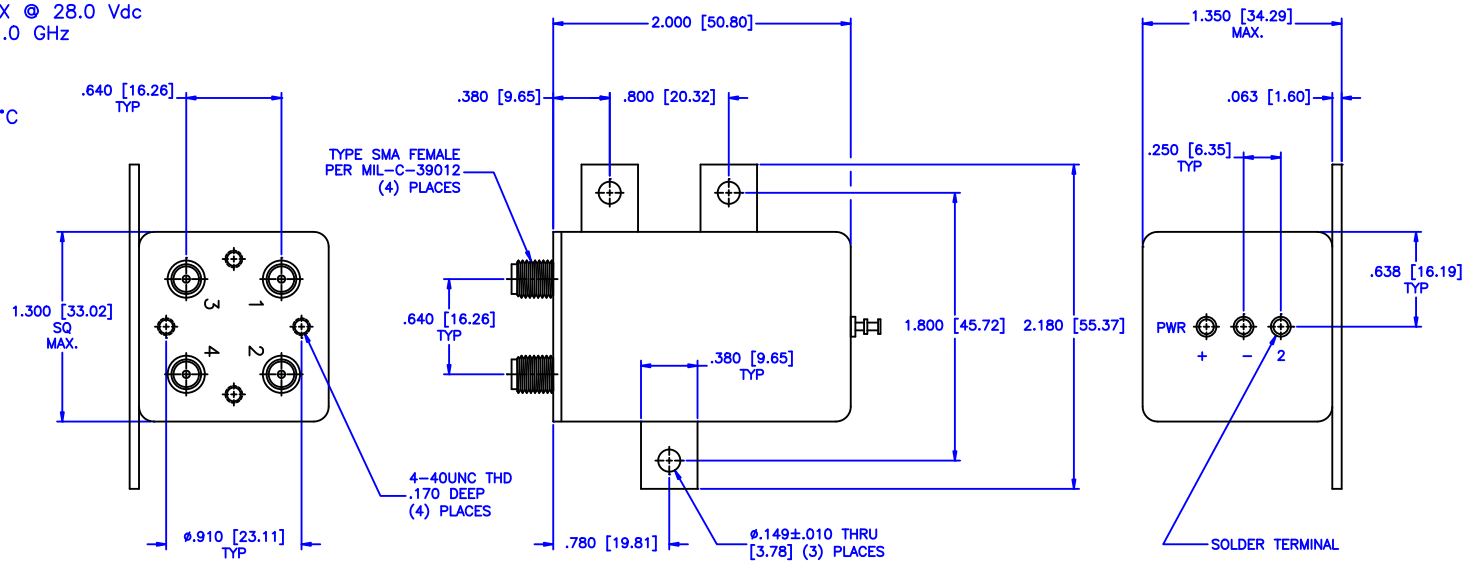 X @ 28.0 Vdc
.0 GHz
°C
.640 [16.26]
TYP
1.300 [33.02]
SQ
MAX.
3
1
4
2
4-40UNC THD
.170 DEEP
(4) PLACES
ø.910 [23.11]
TYP
2.000 [50.80]
.380 [9.65]
.800 [20.32]
TYPE SMA FEMALE
PER MIL-C-39012
(4) PLACES
.640 [16.26]
TYP
1.800 [45.72]
2.180 [55.37]
.380 [9.65]
TYP
.780 [19.81]
ø.149±.010 THRU
[3.78] (3) PLACES
1.350 [34.29]
MAX.
.063 [1.60]
.250 [6.35]
TYP
.638 [16.19]
TYP
PWR
+ - 2
SOLDER TERMINAL